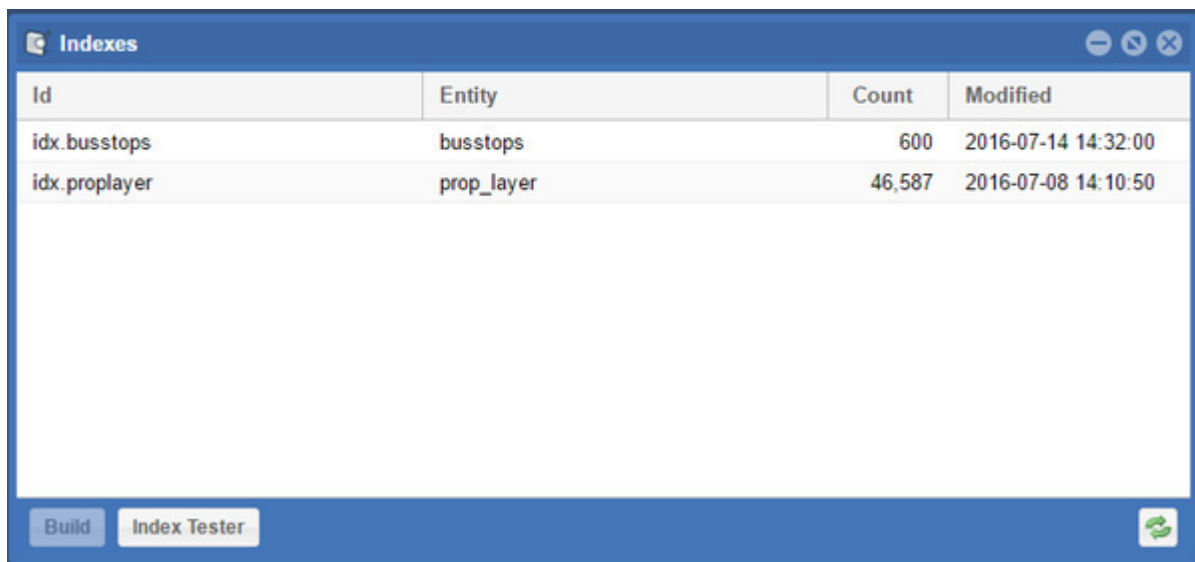 Indexes
Id Entity Count Modified
idx.busstops busstops 600 2016-07-14 14:32:00
idx.proplayer prop_layer 46,587 2016-07-08 14:10:50
Build Index Tester